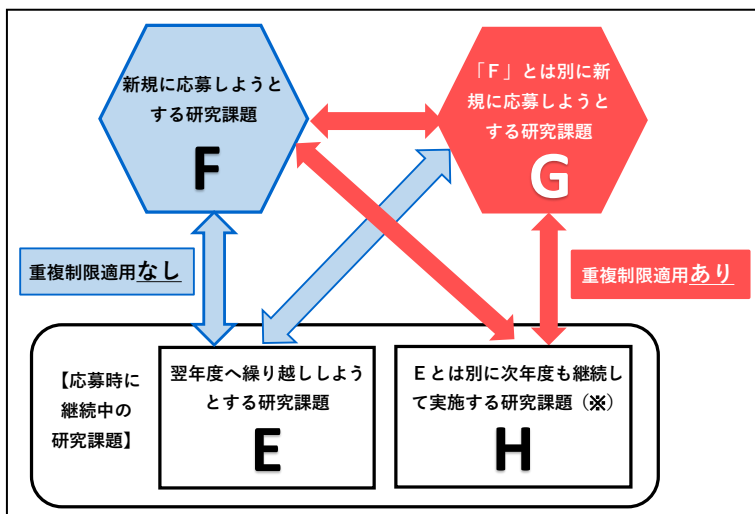 新規に応募しようと
する研究課題
F
「F」とは別に新
規に応募しようと
する研究課題
G
重複制限適用なし
重複制限適用あり
【応募時に
継続中の
研究課題】
翌年度へ繰り越ししよう
とする研究課題
E
Eとは別に次年度も継続し
て実施する研究課題（※）
H